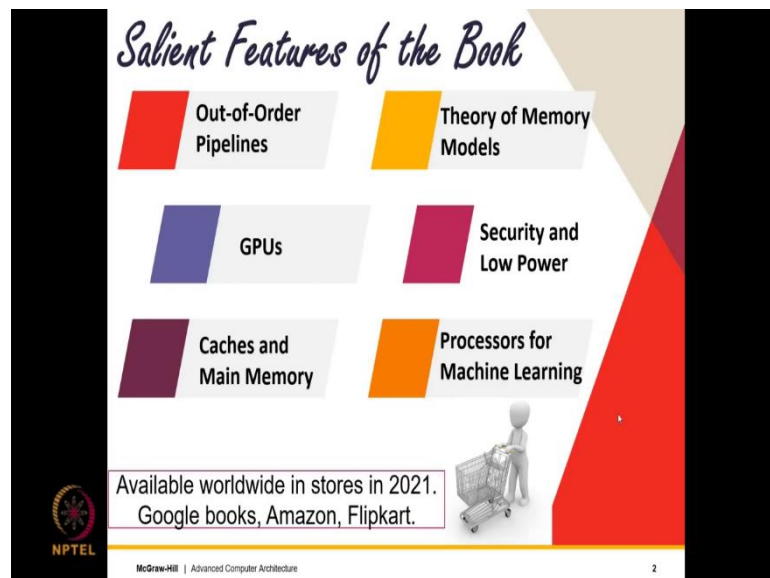 Salient Features of the Book
Out-of-Order
Pipelines
Theory of Memory
Models
GPUs
Security and
Low Power
Caches and
Main Memory
Processors for
Machine Learning
Available worldwide in stores in 2021.
Google books, Amazon, Flipkart.
NPTEL
McGraw-Hill | Advanced Computer Architecture
2